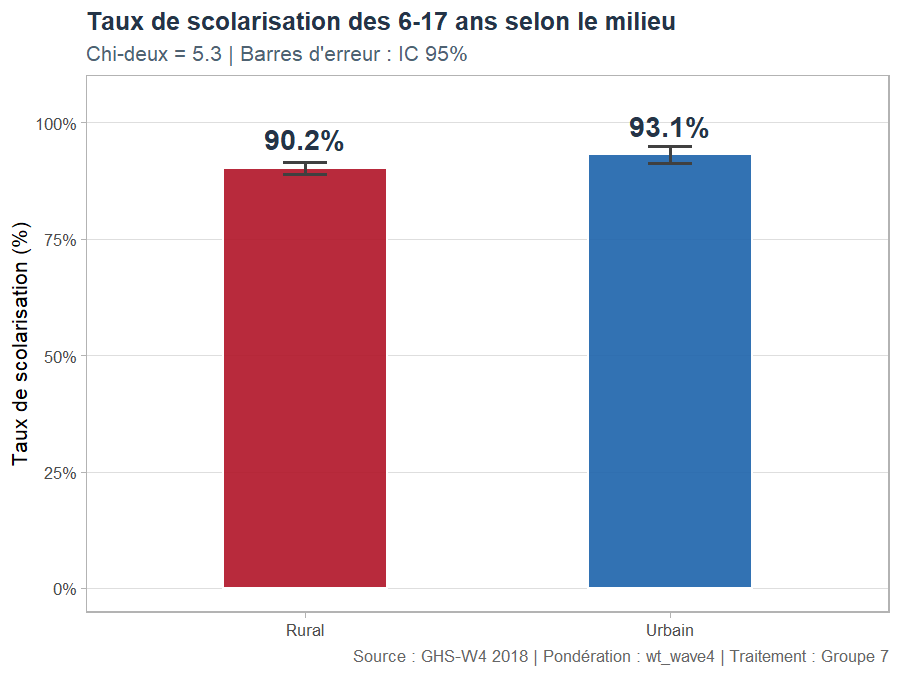 Taux de scolarisation des 6-17 ans selon le milieu
Chi-deux = 5.3 | Barres d'erreur : IC 95%
Taux de scolarisation (%)
100%
75%
50%
25%
0%
90.2%
93.1%
Rural
Urbain
Source : GHS-W4 2018 | Pondération : wt_wave4 | Traitement : Groupe 7